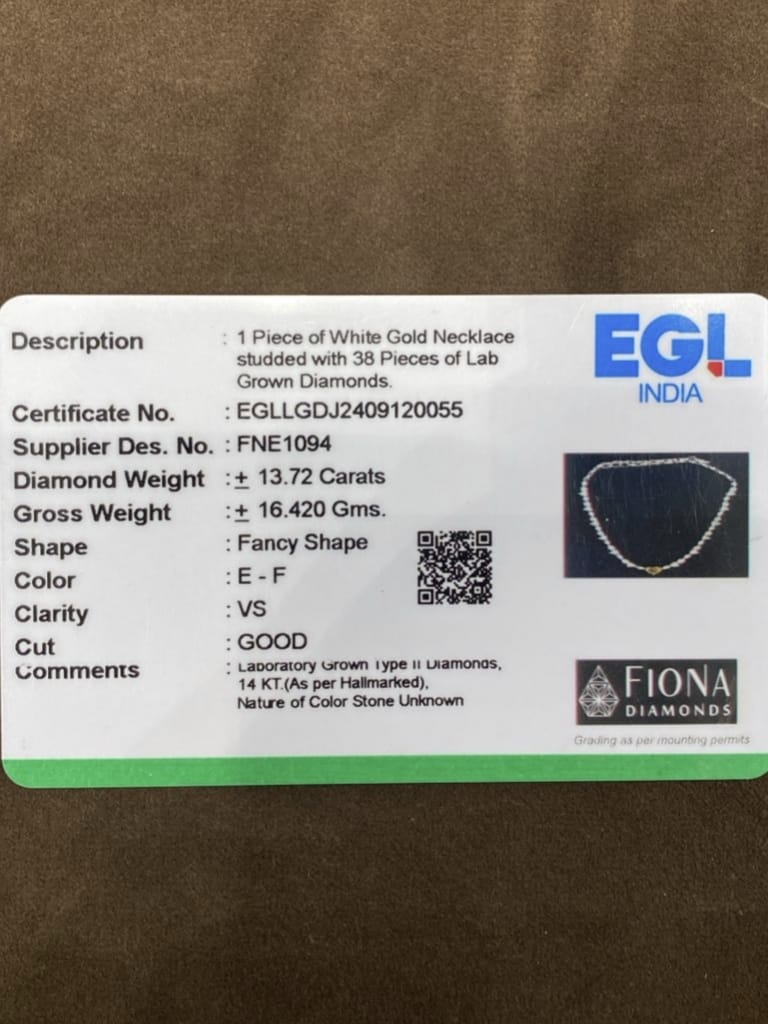 Description : 1 Piece of White Gold Necklace
studded with 38 Pieces of Lab
Grown Diamonds.
Certificate No. : EGLLGDJ2409120055
Supplier Des. No. : FNE1094
Diamond Weight :± 13.72 Carats
Gross Weight :± 16.420 Gms.
Shape : Fancy Shape
Color : E - F
Clarity : VS
Cut : GOOD
Comments : Laboratory Grown Type II Diamonds,
14 KT.(As per Hallmarked),
Nature of Color Stone Unknown
EGL
INDIA
FIONA
DIAMONDS
Grading as per mounting permits